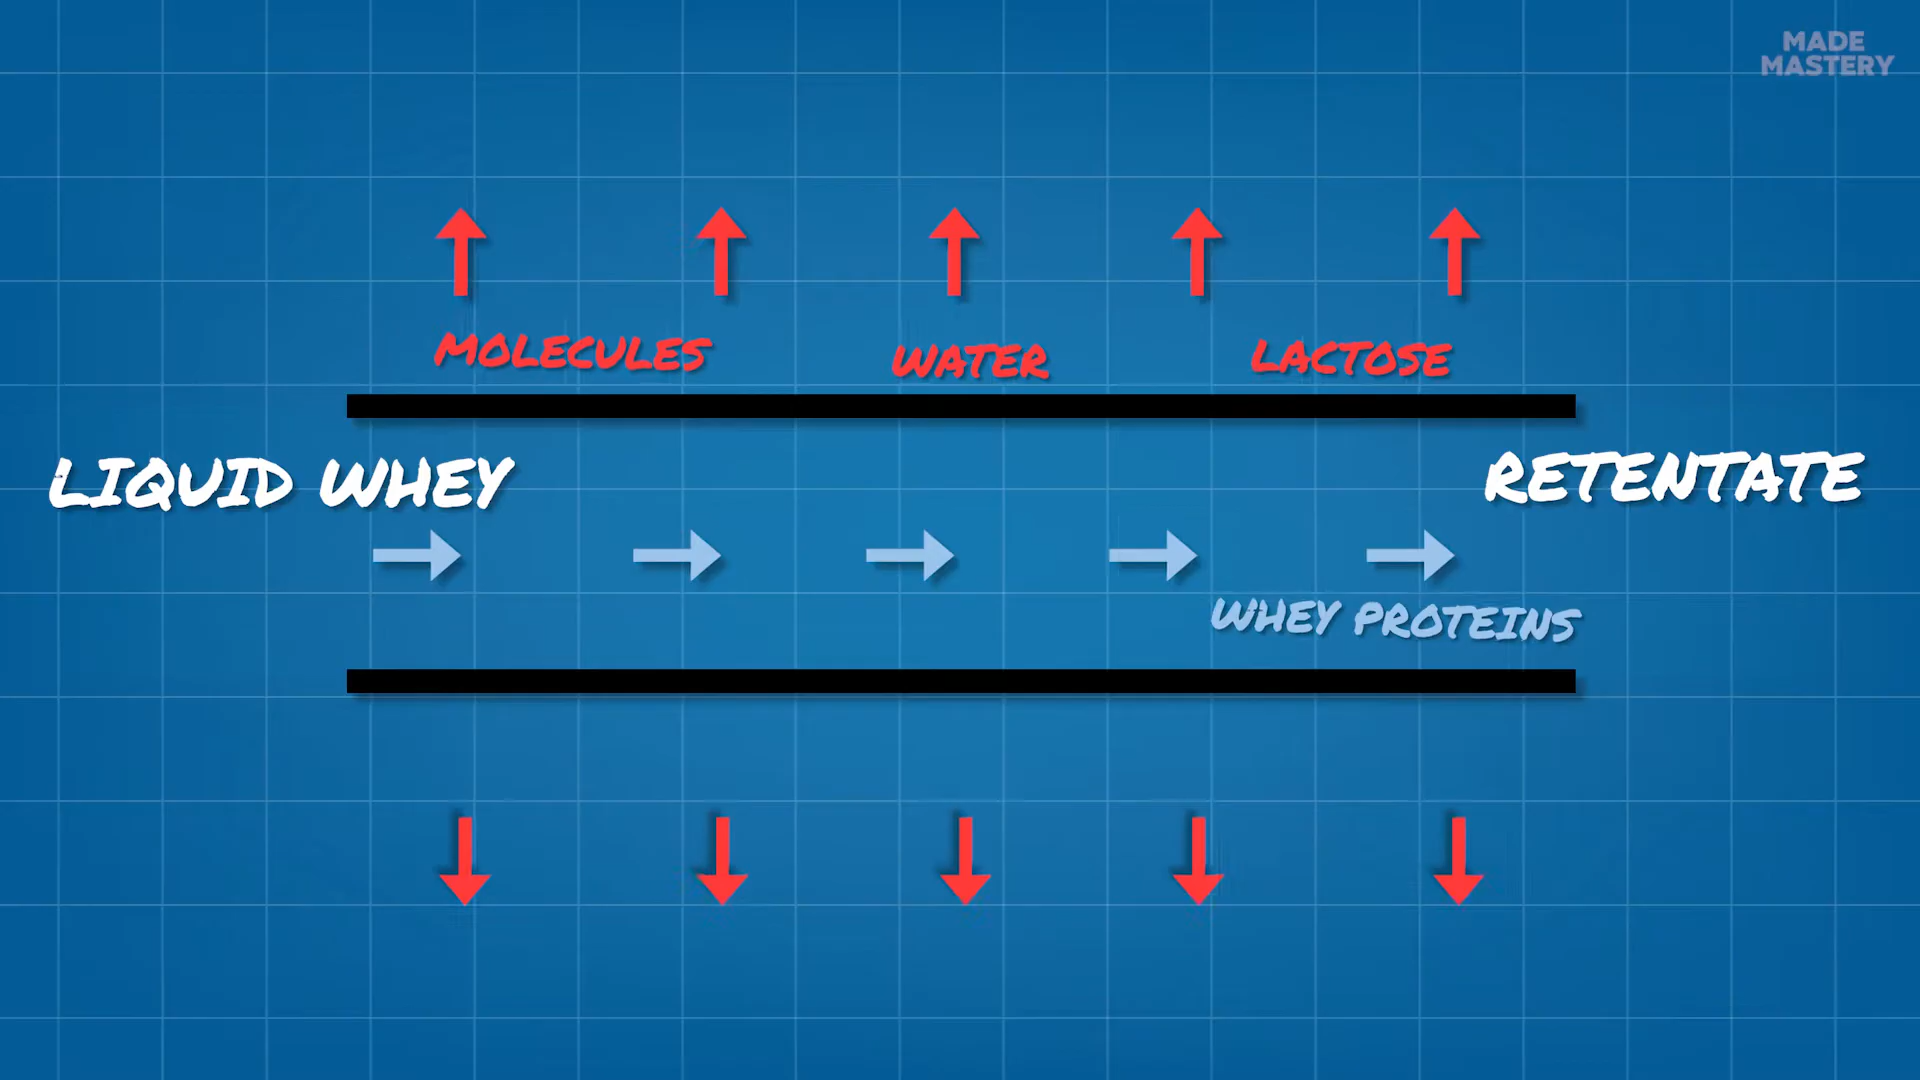 MADE
MASTERY
MOLECULES
WATER
LACTOSE
LIQUID WHEY
RETENTATE
WHEY PROTEINS